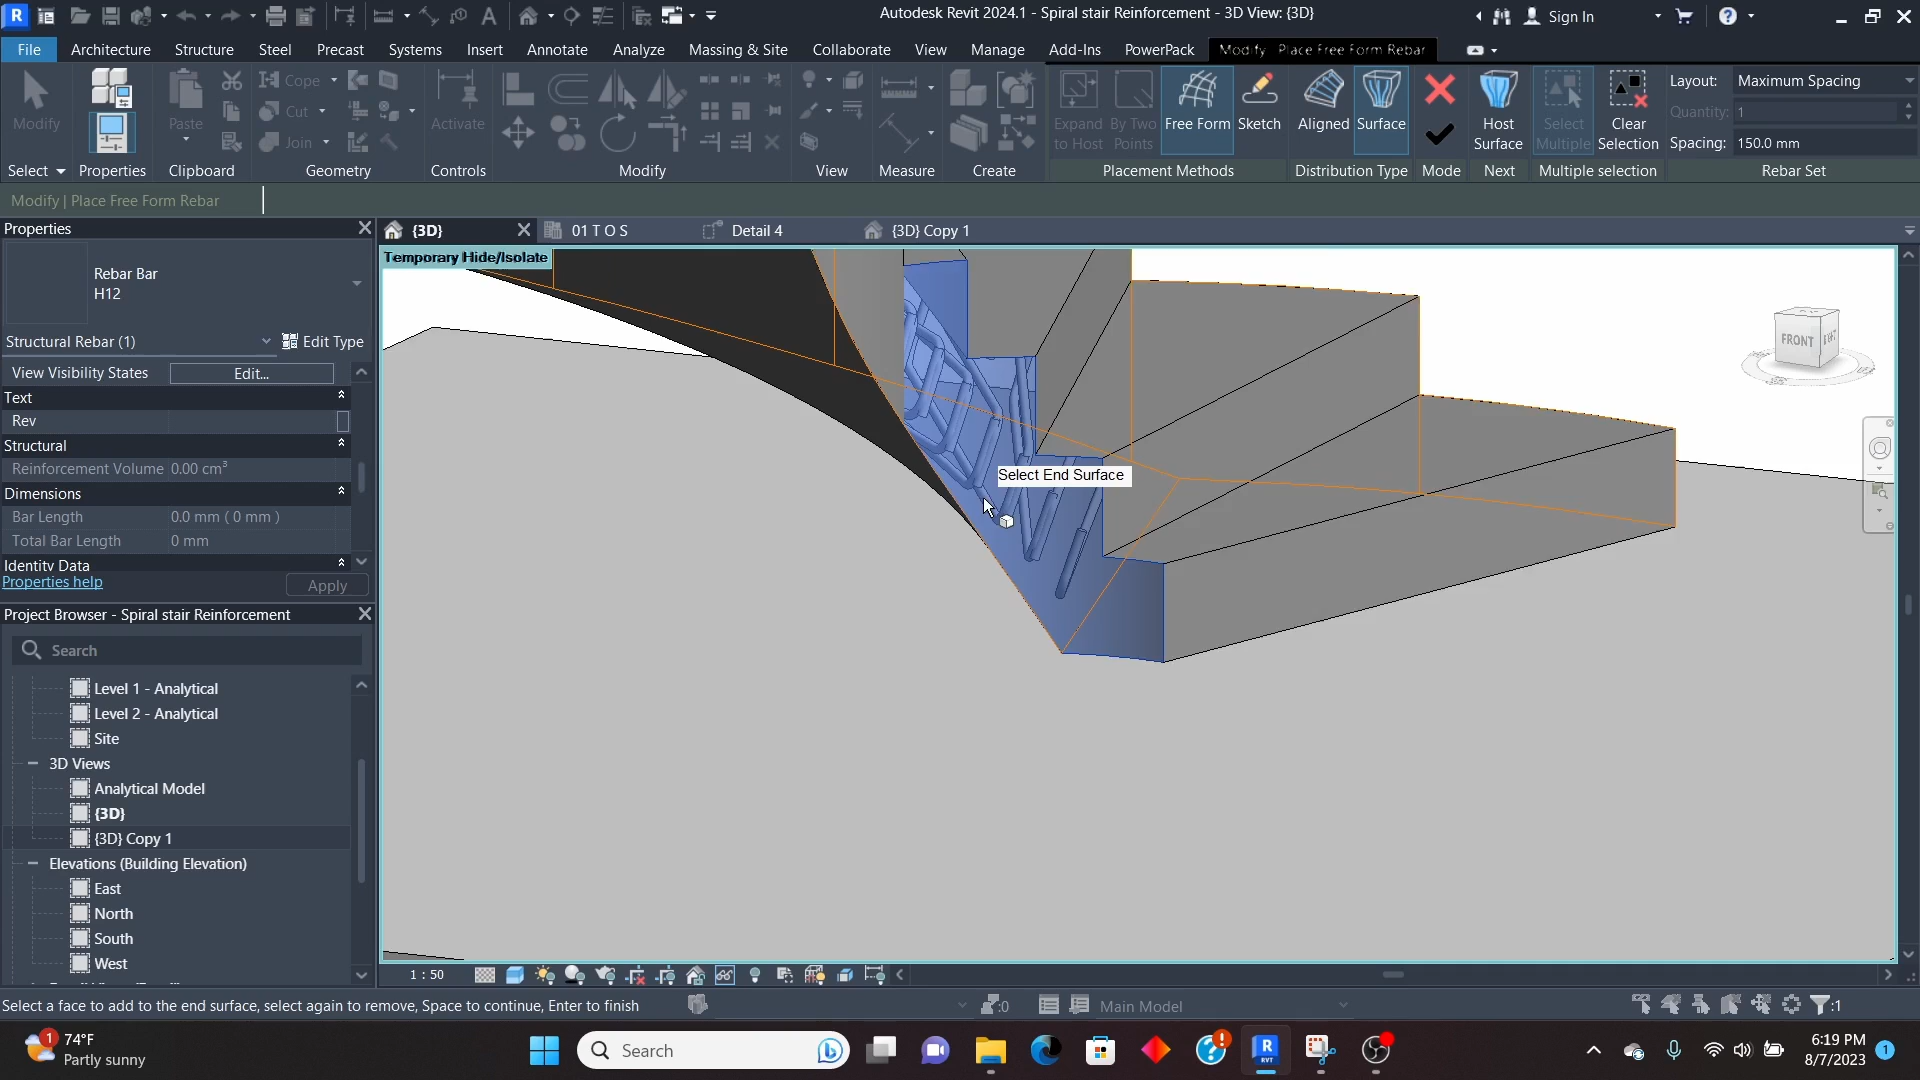 Autodesk Revit 2024.1 - Spiral stair Reinforcement - 3D View: {3D}
Sign In
File Architecture Structure Steel Precast Systems Insert Annotate Analyze Massing & Site Collaborate View Manage Add-Ins PowerPack Modify | Place Free Form Rebar
Modify Paste Cope Cut Join Activate
Expand to Host By Two Points Free Form Sketch Aligned Surface Host Surface Select Multiple Clear Selection
Layout: Maximum Spacing
Quantity: 1
Spacing: 150.0 mm
Select Properties Clipboard Geometry Controls Modify View Measure Create Placement Methods Distribution Type Mode Next Multiple selection Rebar Set
Modify | Place Free Form Rebar
Properties
{3D} 01 T O S Detail 4 {3D} Copy 1
Temporary Hide/Isolate
Rebar Bar
H12
Structural Rebar (1) Edit Type
View Visibility States Edit...
Text
Rev
Structural
Reinforcement Volume 0.00 cm³
Dimensions
Bar Length 0.0 mm ( 0 mm )
Total Bar Length 0 mm
Identity Data
Properties help Apply
FRONT LEFT
Select End Surface
Project Browser - Spiral stair Reinforcement
Search
Level 1 - Analytical
Level 2 - Analytical
Site
3D Views
Analytical Model
{3D}
{3D} Copy 1
Elevations (Building Elevation)
East
North
South
West
1 : 50
Select a face to add to the end surface, select again to remove, Space to continue, Enter to finish
:0 Main Model :1
1 74°F
Partly sunny
Search
6:19 PM
8/7/2023
1